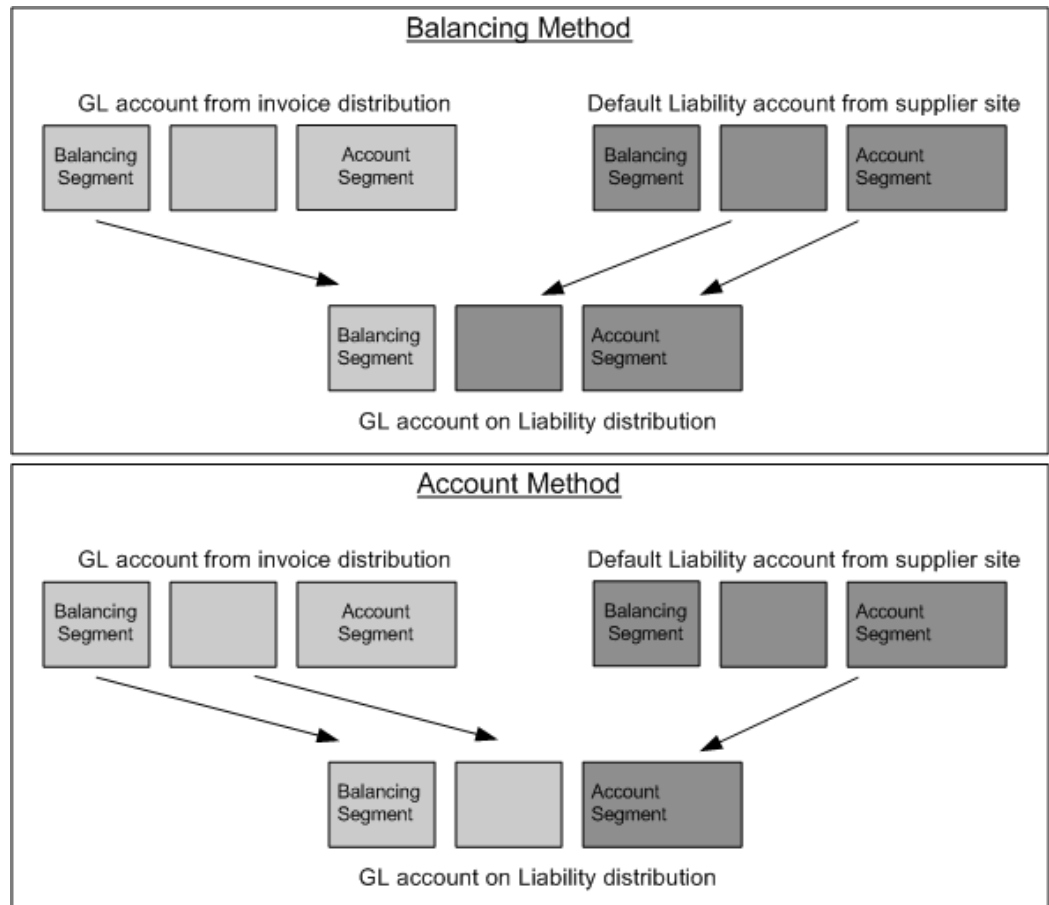 Balancing Method
GL account from invoice distribution
Default Liability account from supplier site
Balancing
Segment
Account
Segment
Balancing
Segment
Account
Segment
Balancing
Segment
Account
Segment
GL account on Liability distribution
Account Method
GL account from invoice distribution
Default Liability account from supplier site
Balancing
Segment
Account
Segment
Balancing
Segment
Account
Segment
Balancing
Segment
Account
Segment
GL account on Liability distribution